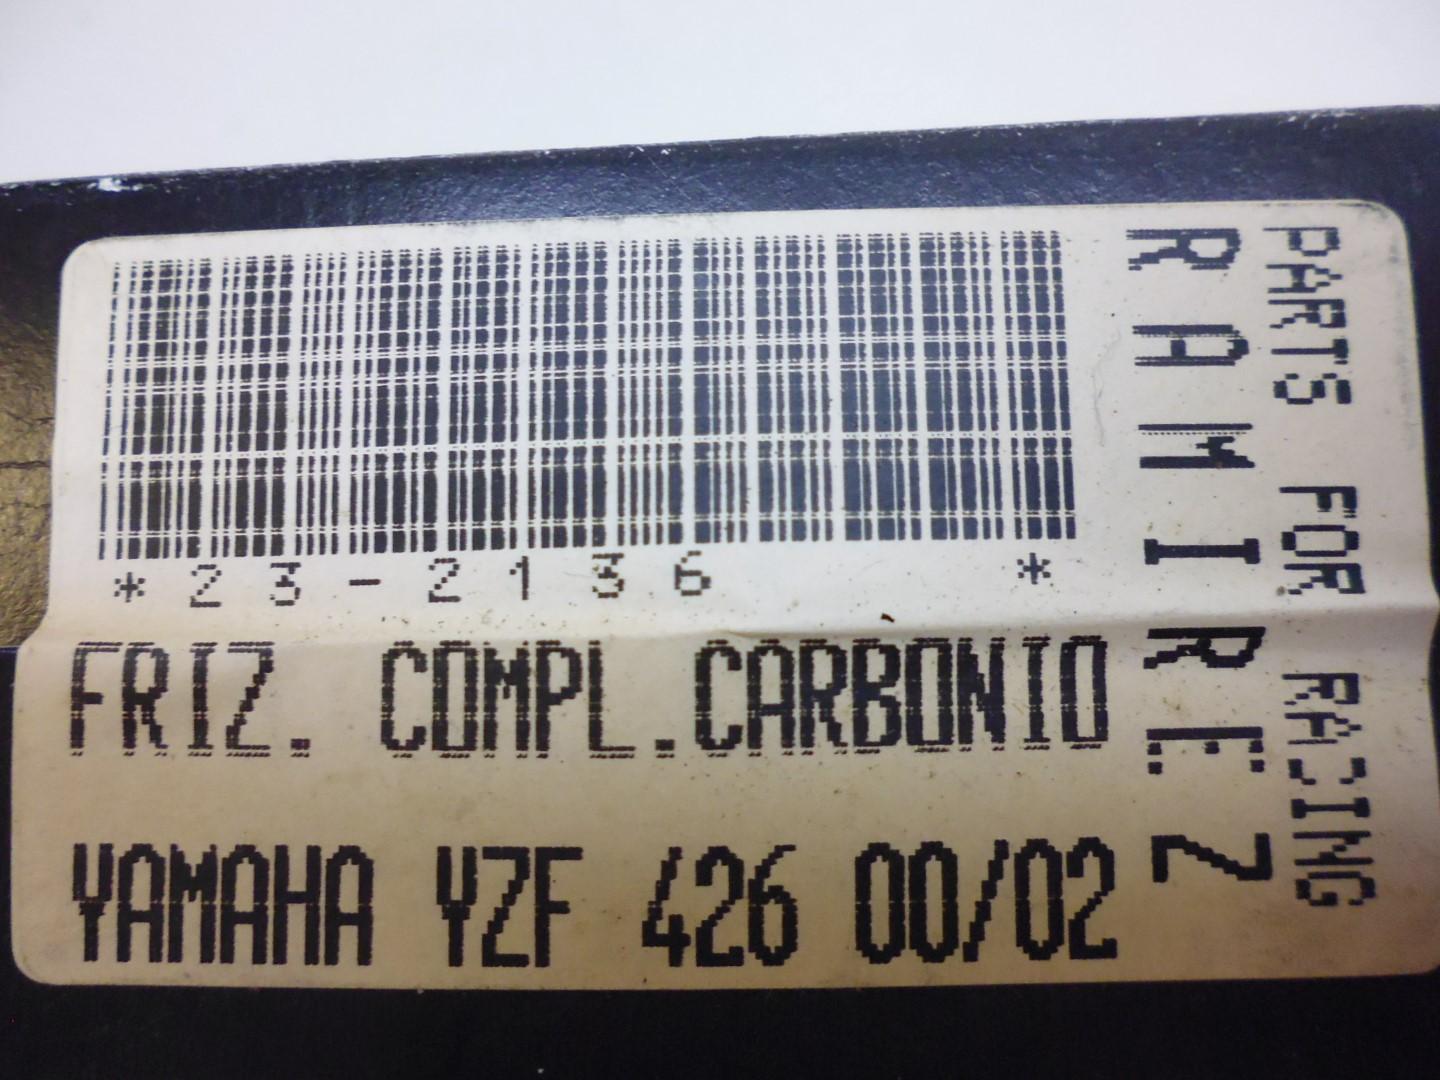 *23-2136 *
FRIZ. COMPL.CARBONIO
YAMAHA YZF 426 00/02
PARTS FOR RACING
RAMIREZ